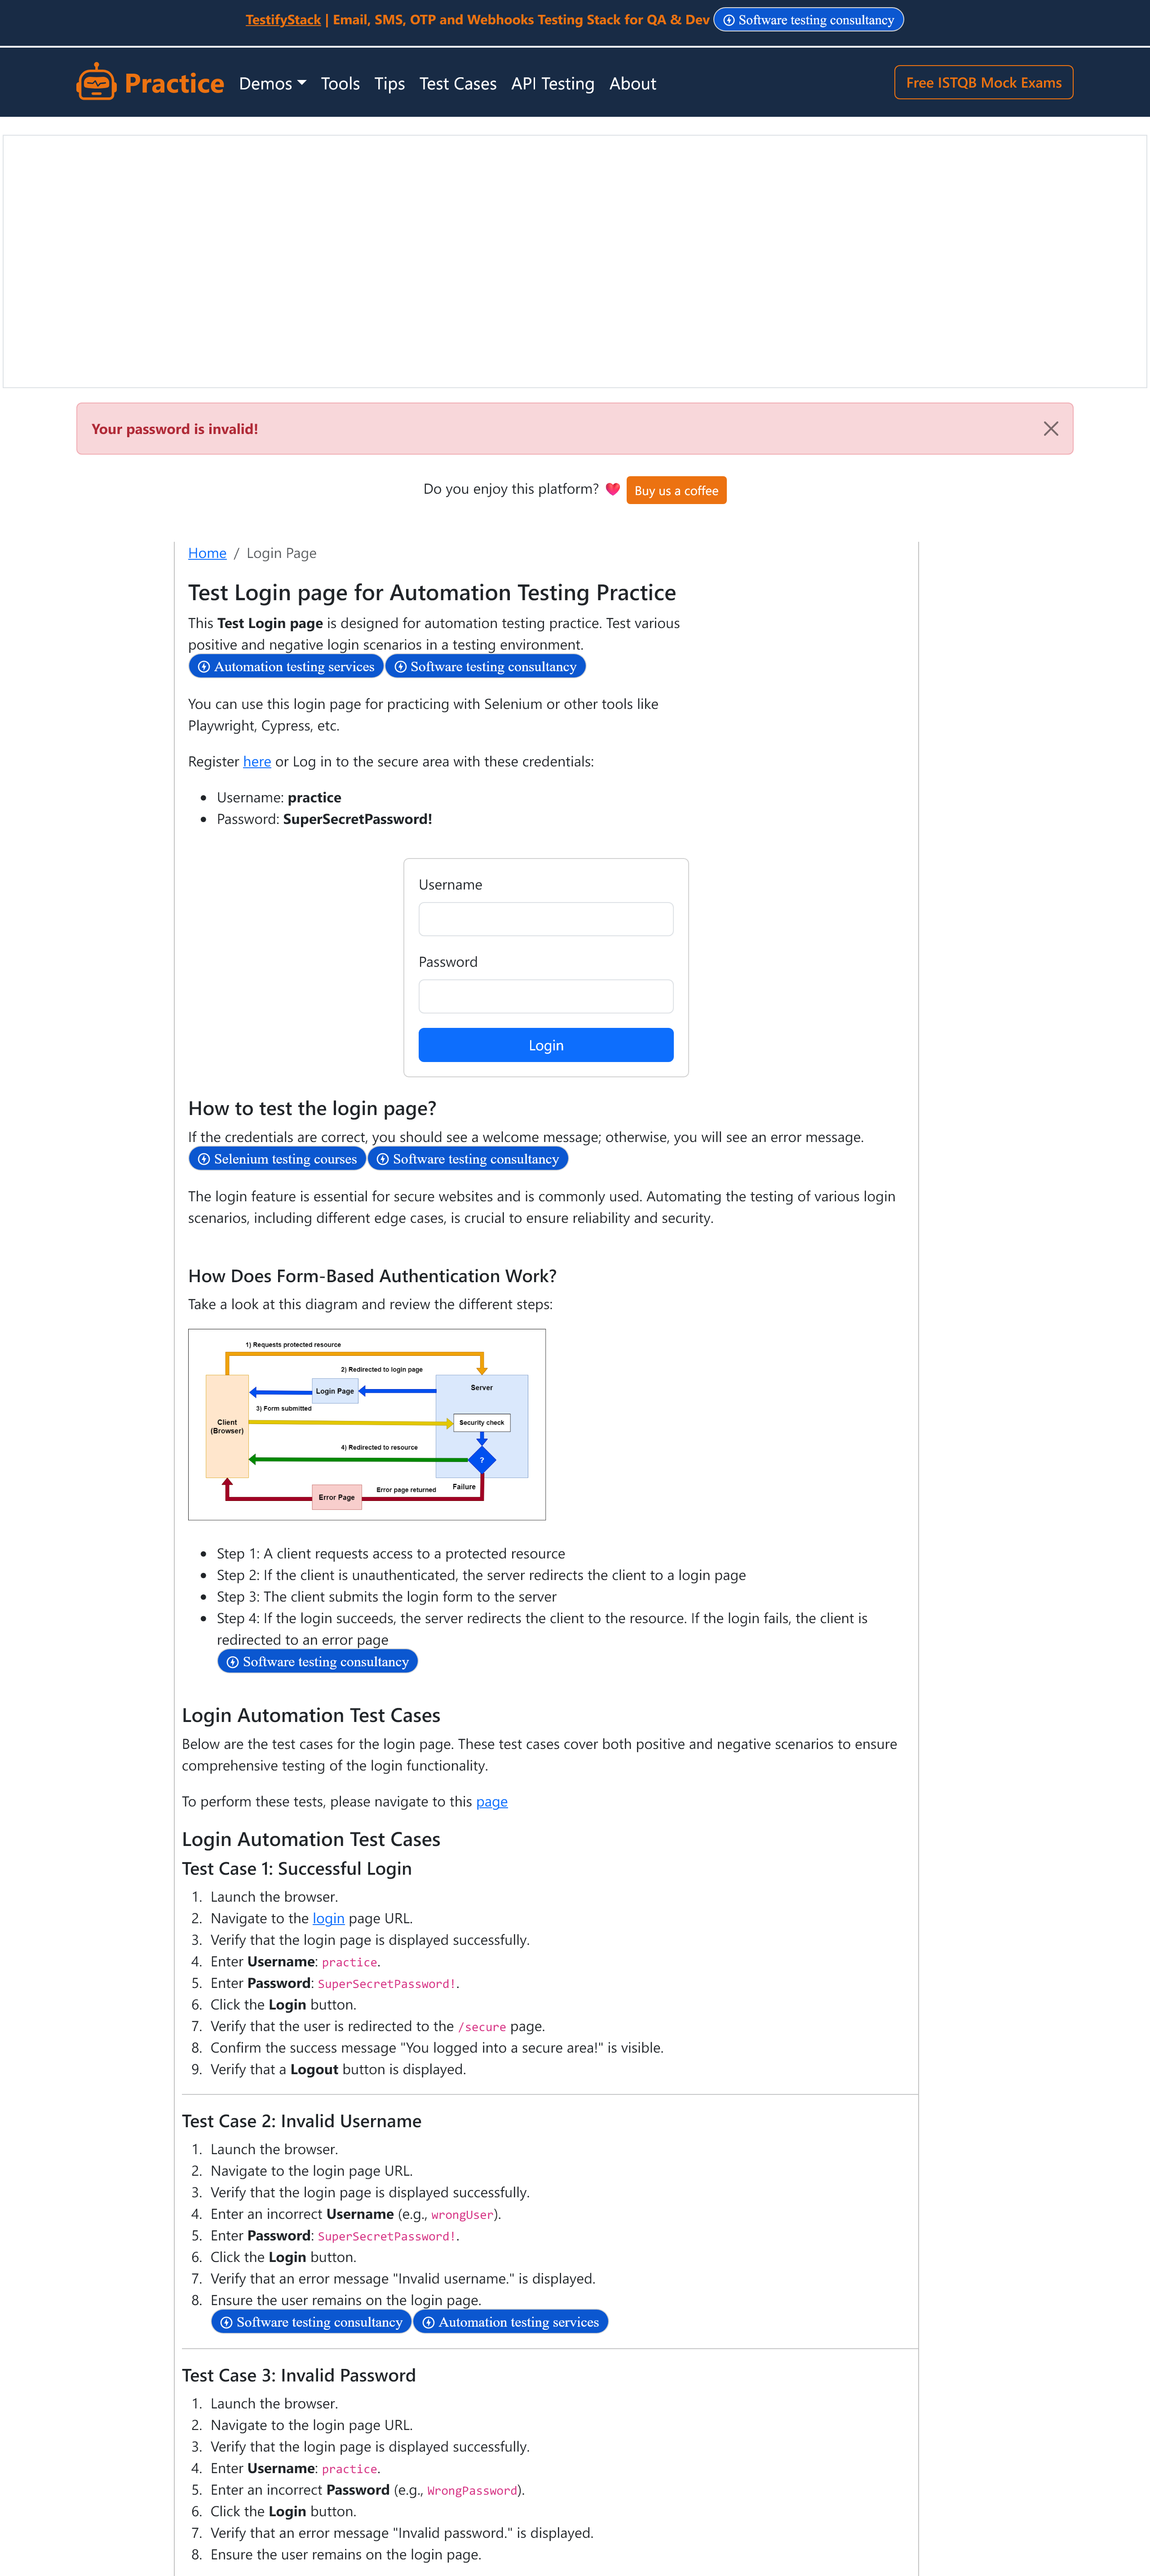 TestifyStack | Email, SMS, OTP and Webhooks Testing Stack for QA & Dev Software testing consultancy
Practice Demos Tools Tips Test Cases API Testing About Free ISTQB Mock Exams
Your password is invalid!
Do you enjoy this platform? Buy us a coffee
Home / Login Page
Test Login page for Automation Testing Practice
This Test Login page is designed for automation testing practice. Test various
positive and negative login scenarios in a testing environment.
Automation testing services Software testing consultancy
You can use this login page for practicing with Selenium or other tools like
Playwright, Cypress, etc.
Register here or Log in to the secure area with these credentials:
Username: practice
Password: SuperSecretPassword!
Username
Password
Login
How to test the login page?
If the credentials are correct, you should see a welcome message; otherwise, you will see an error message.
Selenium testing courses Software testing consultancy
The login feature is essential for secure websites and is commonly used. Automating the testing of various login
scenarios, including different edge cases, is crucial to ensure reliability and security.
How Does Form-Based Authentication Work?
Take a look at this diagram and review the different steps:
1) Requests protected resource
2) Redirected to login page
Server
Login Page
3) Form submitted
Client
(Browser)
Security check
4) Redirected to resource
?
Failure
Error page returned
Error Page
Step 1: A client requests access to a protected resource
Step 2: If the client is unauthenticated, the server redirects the client to a login page
Step 3: The client submits the login form to the server
Step 4: If the login succeeds, the server redirects the client to the resource. If the login fails, the client is
redirected to an error page
Software testing consultancy
Login Automation Test Cases
Below are the test cases for the login page. These test cases cover both positive and negative scenarios to ensure
comprehensive testing of the login functionality.
To perform these tests, please navigate to this page
Login Automation Test Cases
Test Case 1: Successful Login
1. Launch the browser.
2. Navigate to the login page URL.
3. Verify that the login page is displayed successfully.
4. Enter Username: practice.
5. Enter Password: SuperSecretPassword!.
6. Click the Login button.
7. Verify that the user is redirected to the /secure page.
8. Confirm the success message "You logged into a secure area!" is visible.
9. Verify that a Logout button is displayed.
Test Case 2: Invalid Username
1. Launch the browser.
2. Navigate to the login page URL.
3. Verify that the login page is displayed successfully.
4. Enter an incorrect Username (e.g., wrongUser).
5. Enter Password: SuperSecretPassword!.
6. Click the Login button.
7. Verify that an error message "Invalid username." is displayed.
8. Ensure the user remains on the login page.
Software testing consultancy Automation testing services
Test Case 3: Invalid Password
1. Launch the browser.
2. Navigate to the login page URL.
3. Verify that the login page is displayed successfully.
4. Enter Username: practice.
5. Enter an incorrect Password (e.g., WrongPassword).
6. Click the Login button.
7. Verify that an error message "Invalid password." is displayed.
8. Ensure the user remains on the login page.